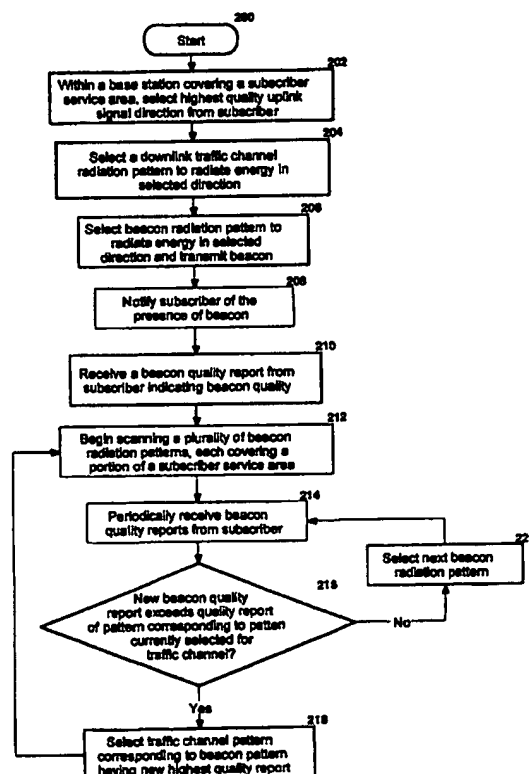 200
Start
202
Within a base station covering a subscriber
service area, select highest quality uplink
signal direction from subscriber
204
Select a downlink traffic channel
radiation pattern to radiate energy in
selected direction
206
Select beacon radiation pattern to
radiate energy in selected
direction and transmit beacon
208
Notify subscriber of the
presence of beacon
210
Receive a beacon quality report from
subscriber indicating beacon quality
212
Begin scanning a plurality of beacon
radiation patterns, each covering a
portion of a subscriber service area
214
Periodically receive beacon
quality reports from subscriber
22
Select next beacon
radiation pattern
216
New beacon quality
report exceeds quality report
of pattern corresponding to patten
currently selected for
traffic channel?
No
Yes
218
Select traffic channel pattern
corresponding to beacon pattern
having new highest quality report